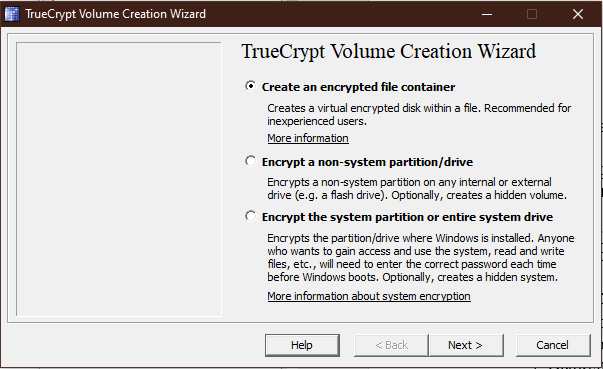 TrueCrypt Volume Creation Wizard
TrueCrypt Volume Creation Wizard
Create an encrypted file container
Creates a virtual encrypted disk within a file. Recommended for
inexperienced users.
More information
Encrypt a non-system partition/drive
Encrypts a non-system partition on any internal or external
drive (e.g. a flash drive). Optionally, creates a hidden volume.
Encrypt the system partition or entire system drive
Encrypts the partition/drive where Windows is installed. Anyone
who wants to gain access and use the system, read and write
files, etc., will need to enter the correct password each time
before Windows boots. Optionally, creates a hidden system.
More information about system encryption
Help
< Back
Next >
Cancel